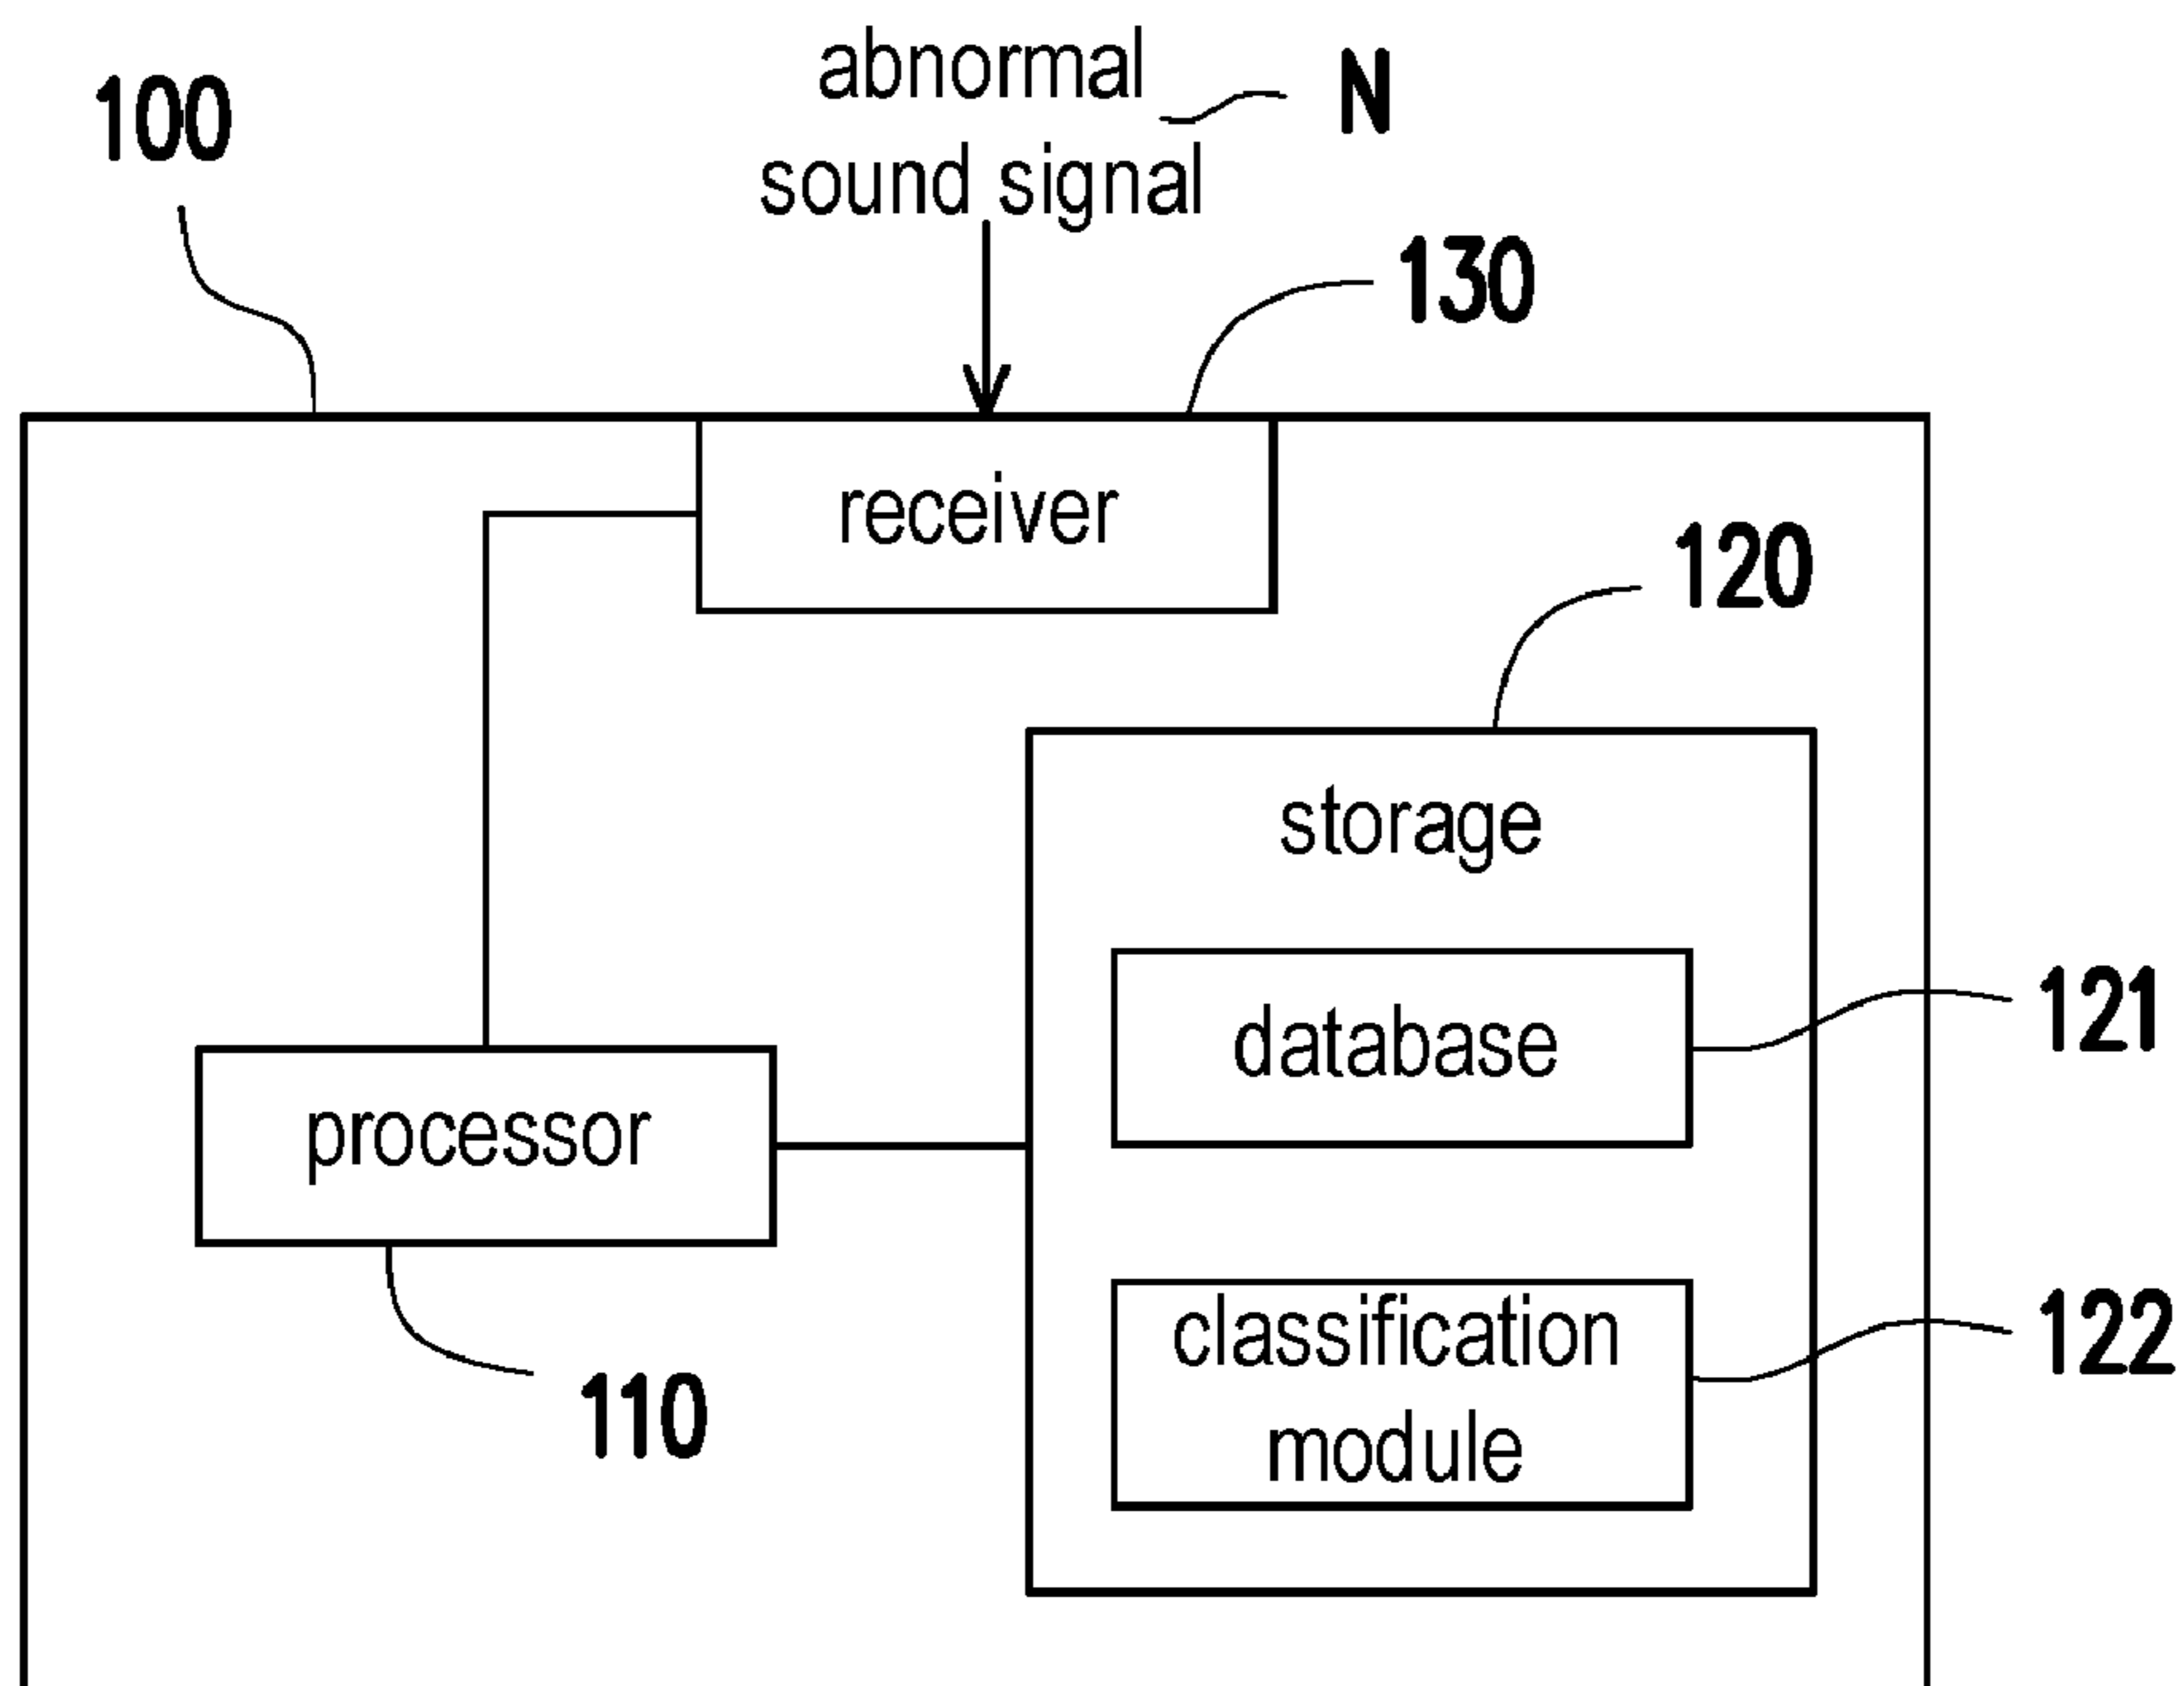 100
abnormal
N
sound signal
130
receiver
120
storage
database
121
processor
classification
122
module
110